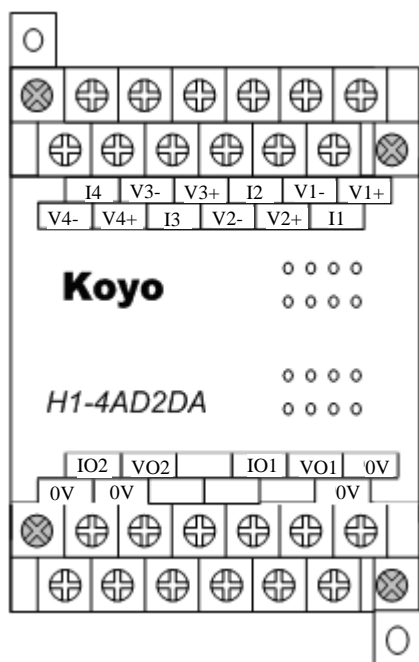 I4 V3- V3+ I2 V1- V1+
V4- V4+ I3 V2- V2+ I1
Koyo
H1-4AD2DA
IO2 VO2 IO1 VO1 0V
0V 0V 0V